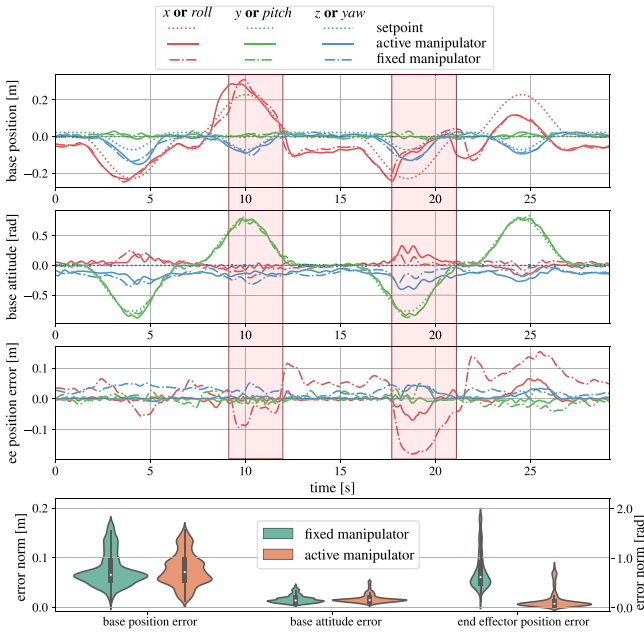 x or roll y or pitch z or yaw
setpoint
active manipulator
fixed manipulator
base position [m]
0.2
0.0
−0.2
0 5 10 15 20 25
base attitude [rad]
0.5
0.0
−0.5
0 5 10 15 20 25
ee position error [m]
0.1
0.0
−0.1
0 5 10 15 20 25
time [s]
error norm [m]
0.2
0.1
0.0
fixed manipulator
active manipulator
2.0
1.0
0.0
error norm [rad]
base position error base attitude error end effector position error